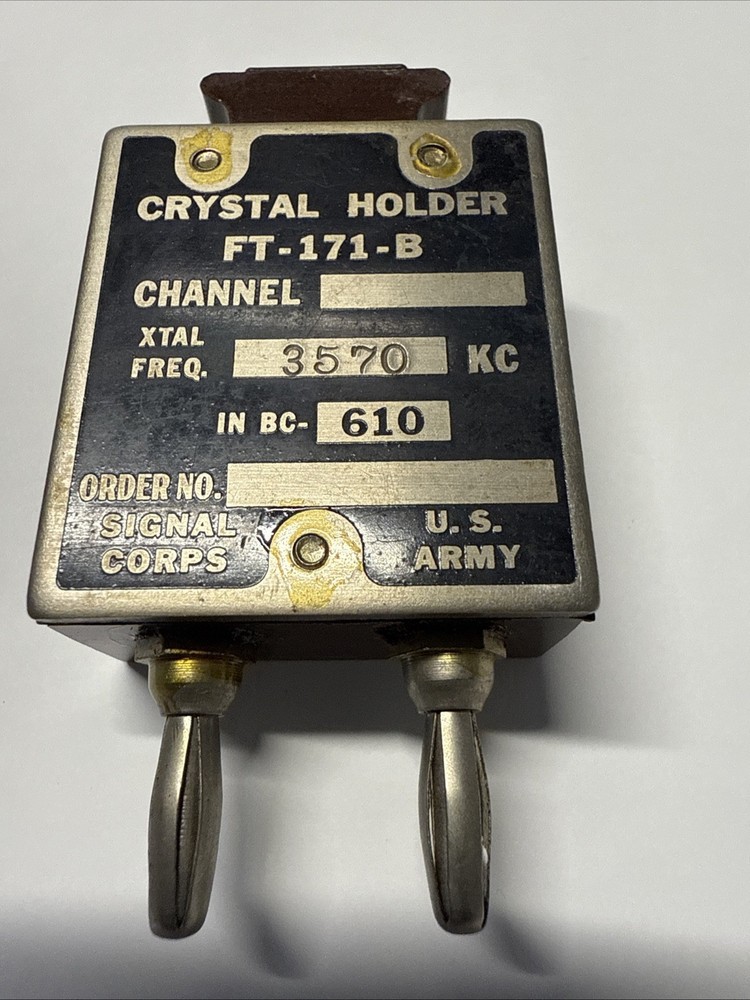 CRYSTAL HOLDER
FT-171-B
CHANNEL
XTAL FREQ. 3570 KC
IN BC- 610
ORDER NO.
SIGNAL CORPS U. S. ARMY